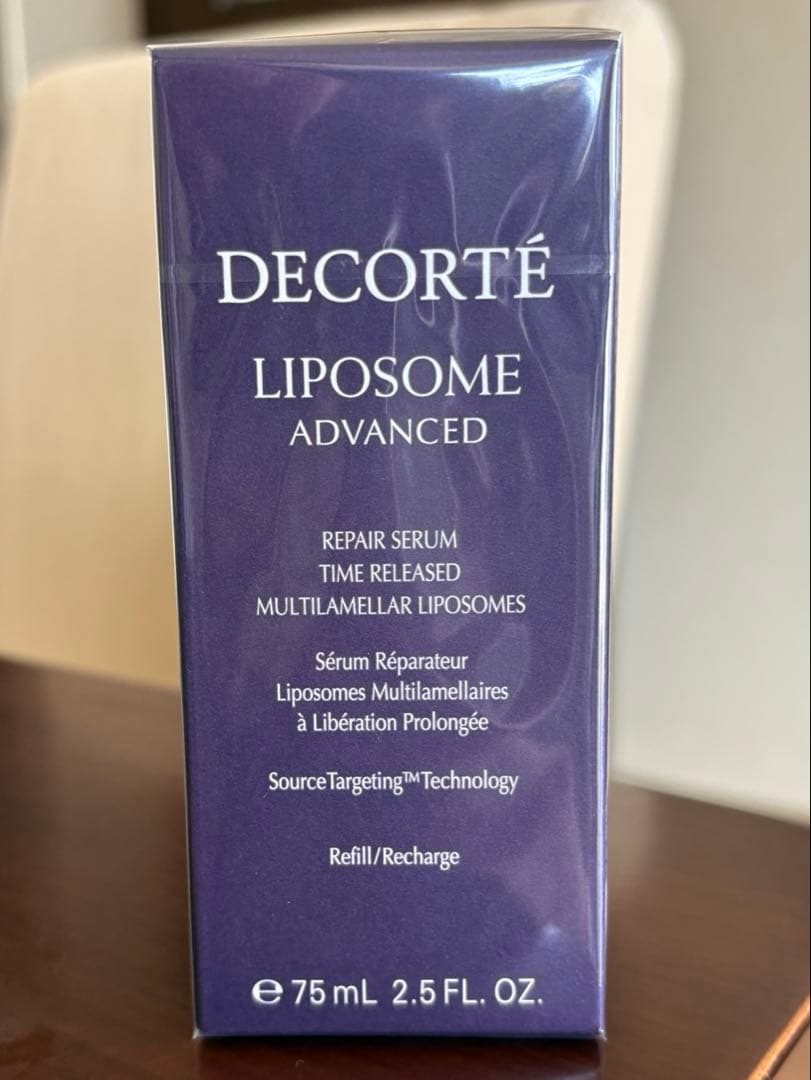 DECORTÉ
LIPOSOME
ADVANCED
REPAIR SERUM
TIME RELEASED
MULTILAMELLAR LIPOSOMES
Sérum Réparateur
Liposomes Multilamellaires
à Libération Prolongée
SourceTargeting™Technology
Refill/Recharge
℮ 75 mL 2.5 FL. OZ.